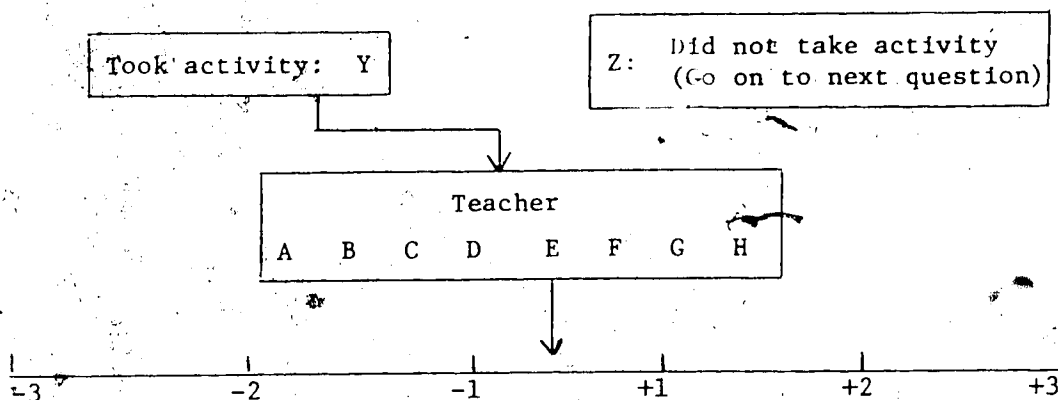 Took activity: Y
Z: Did not take activity
(Go on to next question)
Teacher
A B C D E F G H
-3 -2 -1 +1 +2 +3